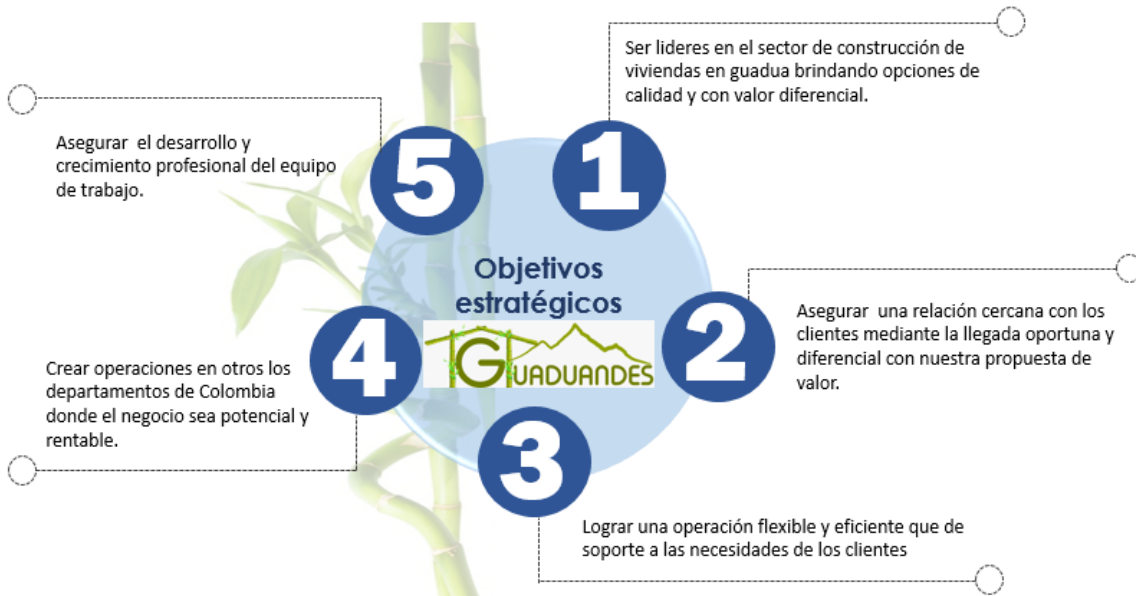 Objetivos
estratégicos
GUADUANDES
1
Ser lideres en el sector de construcción de
viviendas en guadua brindando opciones de
calidad y con valor diferencial.
2
Asegurar una relación cercana con los
clientes mediante la llegada oportuna y
diferencial con nuestra propuesta de
valor.
3
Lograr una operación flexible y eficiente que de
soporte a las necesidades de los clientes
4
Crear operaciones en otros los
departamentos de Colombia
donde el negocio sea potencial y
rentable.
5
Asegurar el desarrollo y
crecimiento profesional del equipo
de trabajo.